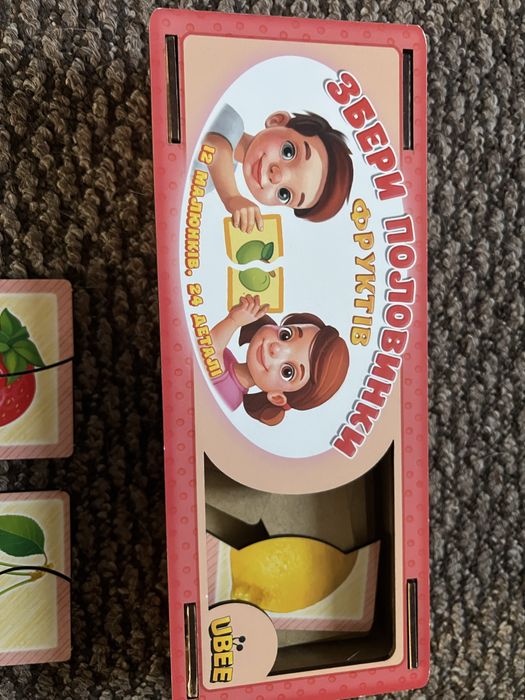 ЗБЕРИ ПОЛОВИНКИ
ФРУКТІВ
12 МАЛЮНКІВ, 24 ДЕТАЛІ
UBEE